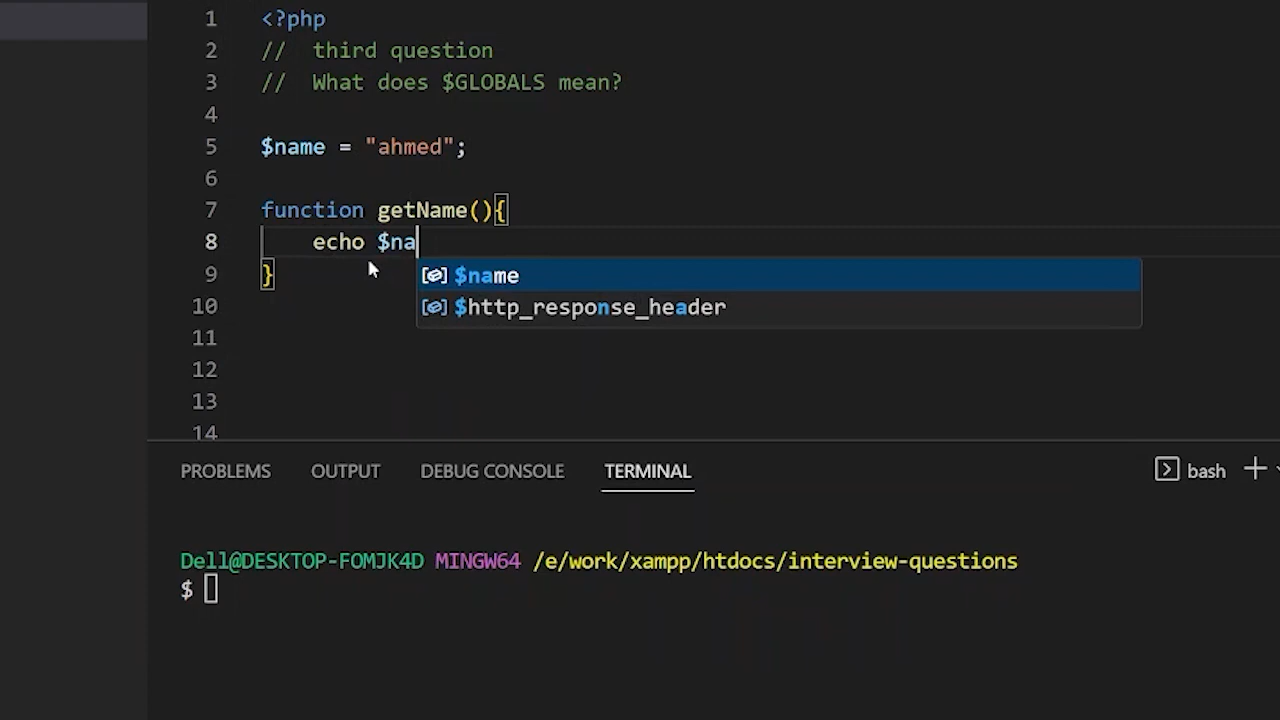 1 <?php
2 // third question
3 // What does $GLOBALS mean?
4
5 $name = "ahmed";
6
7 function getName(){
8 echo $na
$name
9 }
$http_response_header
10
11
12
13
14
PROBLEMS OUTPUT DEBUG CONSOLE TERMINAL bash
Dell@DESKTOP-FOMJK4D MINGW64 /e/work/xampp/htdocs/interview-questions
$